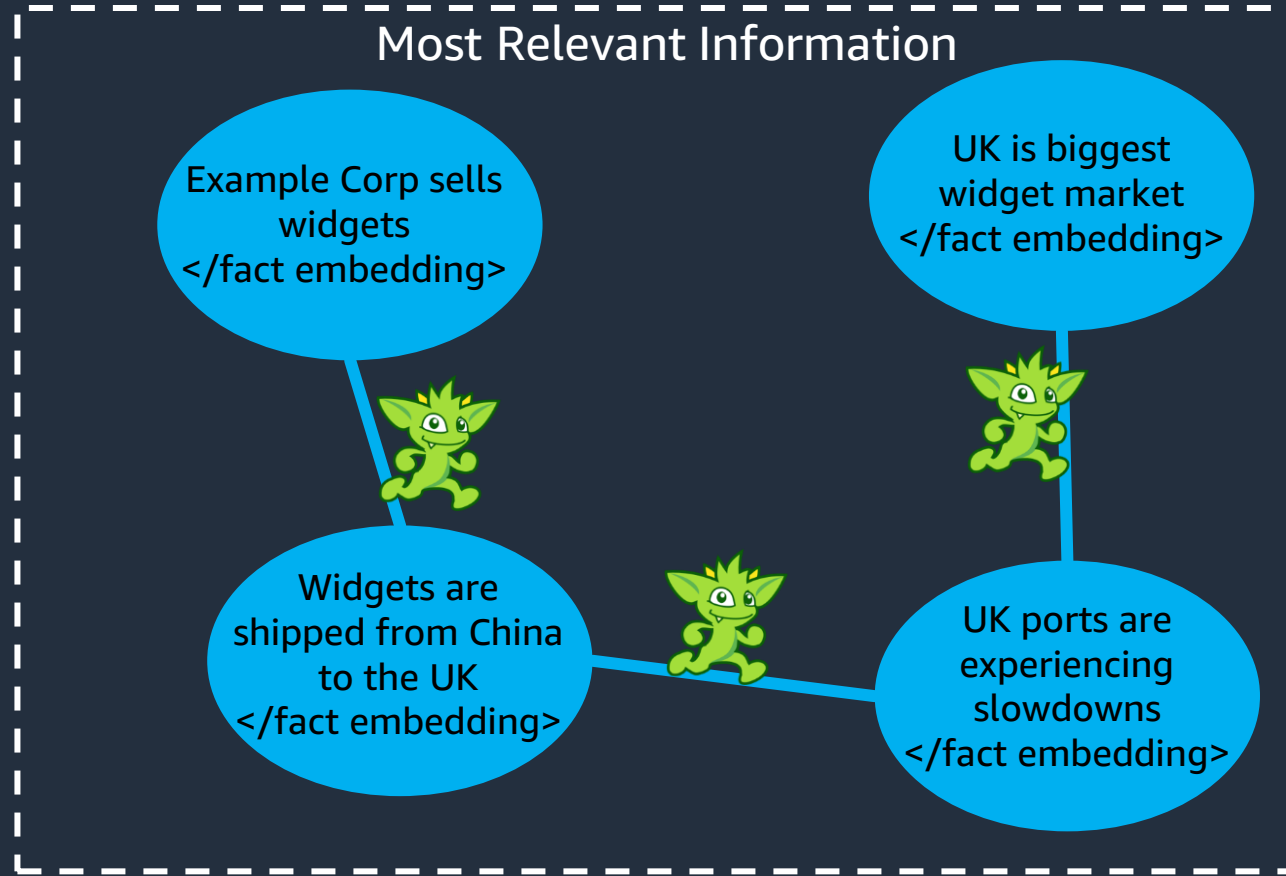 Most Relevant Information
Example Corp sells
widgets
</fact embedding>
UK is biggest
widget market
</fact embedding>
Widgets are
shipped from China
to the UK
</fact embedding>
UK ports are
experiencing
slowdowns
</fact embedding>